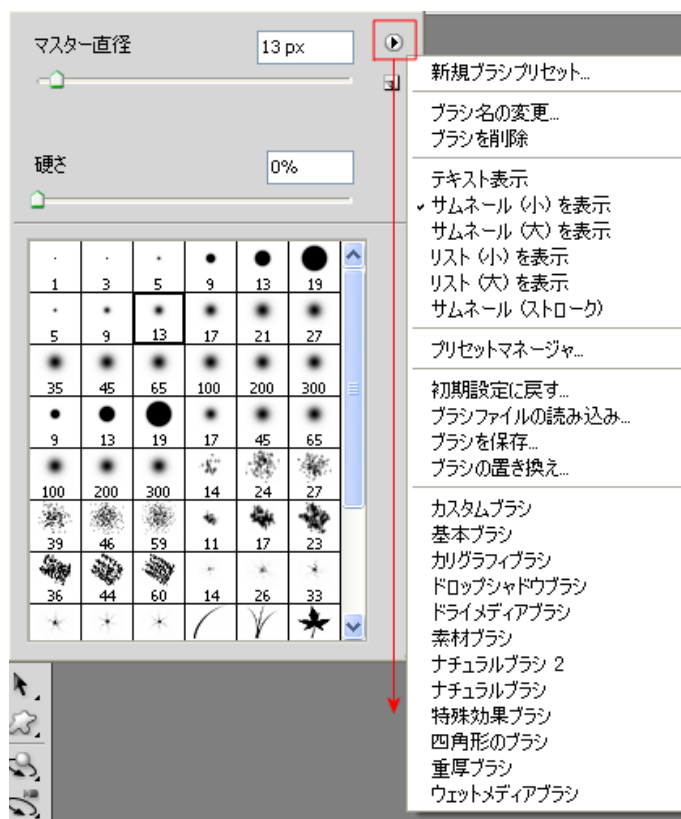 マスター直径 13 px
硬さ 0%
1 3 5 9 13 19
5 9 13 17 21 27
35 45 65 100 200 300
9 13 19 17 45 65
100 200 300 14 24 27
39 46 59 11 17 23
36 44 60 14 26 33
新規ブラシプリセット...
ブラシ名の変更...
ブラシを削除
テキスト表示
サムネール (小) を表示
サムネール (大) を表示
リスト (小) を表示
リスト (大) を表示
サムネール (ストローク)
プリセットマネージャ...
初期設定に戻す...
ブラシファイルの読み込み...
ブラシを保存...
ブラシの置き換え...
カスタムブラシ
基本ブラシ
カリグラフィブラシ
ドロップシャドウブラシ
ドライメディアブラシ
素材ブラシ
ナチュラルブラシ 2
ナチュラルブラシ
特殊効果ブラシ
四角形のブラシ
重厚ブラシ
ウェットメディアブラシ